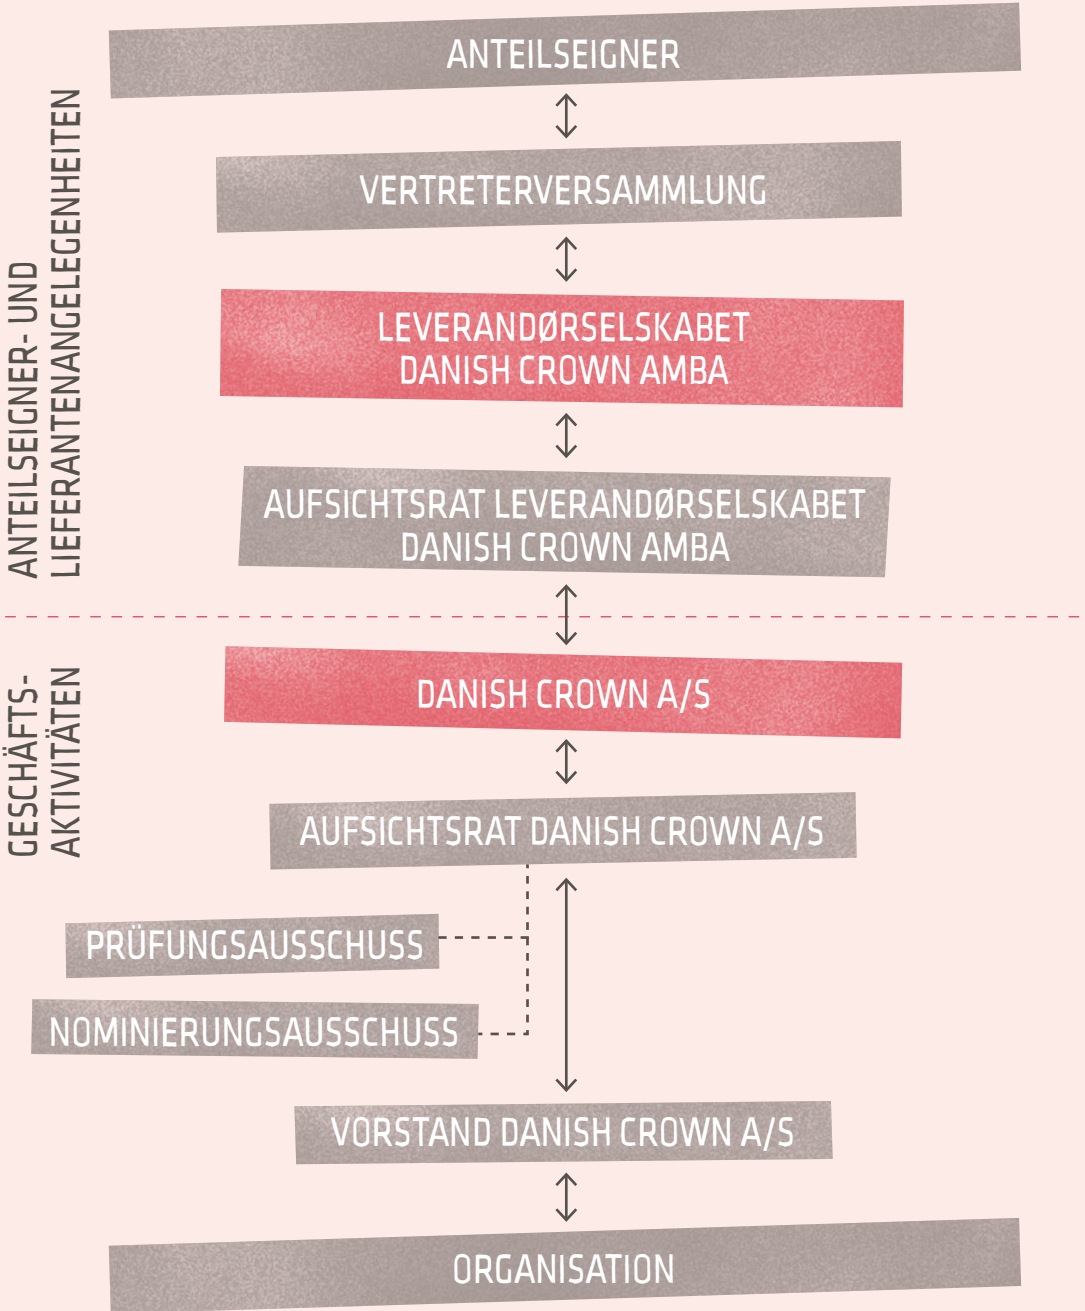 ANTEILSEIGNER
VERTRETERVERSAMMLUNG
LEVERANDØRSELSKABET
DANISH CROWN AMBA
AUFSICHTSRAT LEVERANDØRSELSKABET
DANISH CROWN AMBA
ANTEILSEIGNER- UND
LIEFERANTENANGELEGENHEITEN
DANISH CROWN A/S
AUFSICHTSRAT DANISH CROWN A/S
GESCHÄFTS-
AKTIVITÄTEN
PRÜFUNGSAUSSCHUSS
NOMINIERUNGSAUSSCHUSS
VORSTAND DANISH CROWN A/S
ORGANISATION